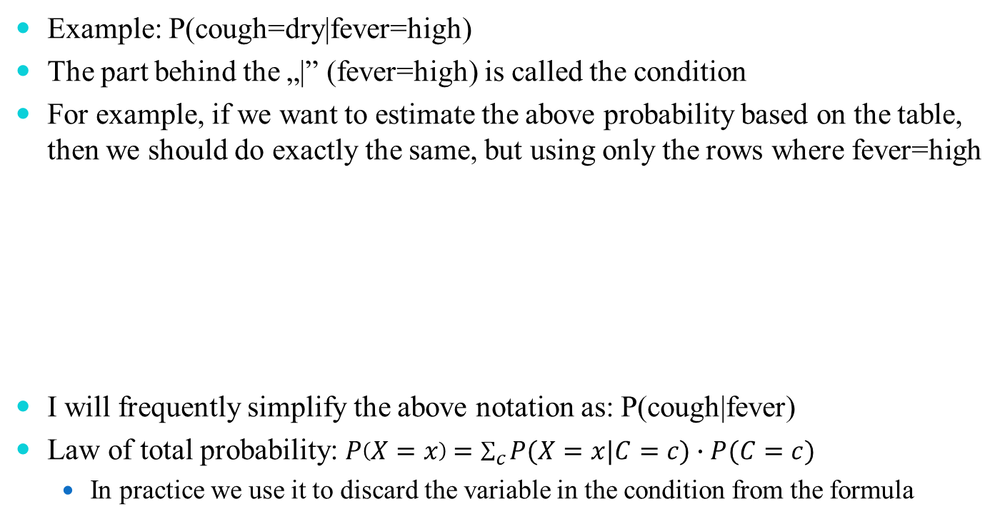 • Example: P(cough=dry|fever=high)
• The part behind the „|” (fever=high) is called the condition
• For example, if we want to estimate the above probability based on the table,
then we should do exactly the same, but using only the rows where fever=high
• I will frequently simplify the above notation as: P(cough|fever)
• Law of total probability: 𝑃(𝑋 = 𝑥) = Σ𝑐 𝑃(𝑋 = 𝑥|𝐶 = 𝑐) · 𝑃(𝐶 = 𝑐)
• In practice we use it to discard the variable in the condition from the formula